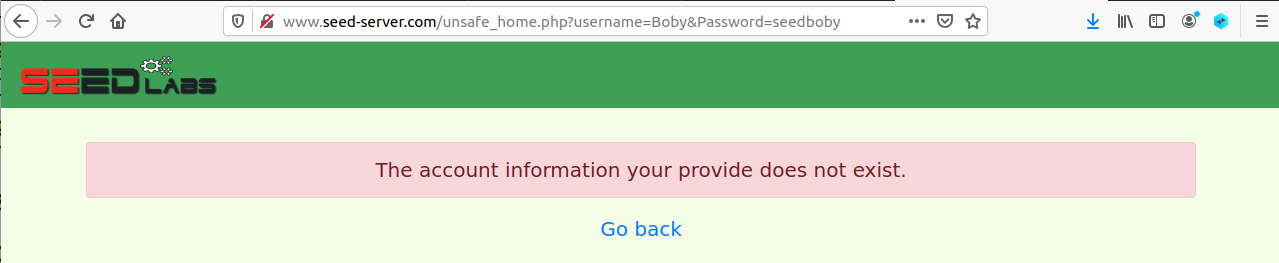 www.seed-server.com/unsafe_home.php?username=Boby&Password=seedboby
SEED LABS
The account information your provide does not exist.
Go back